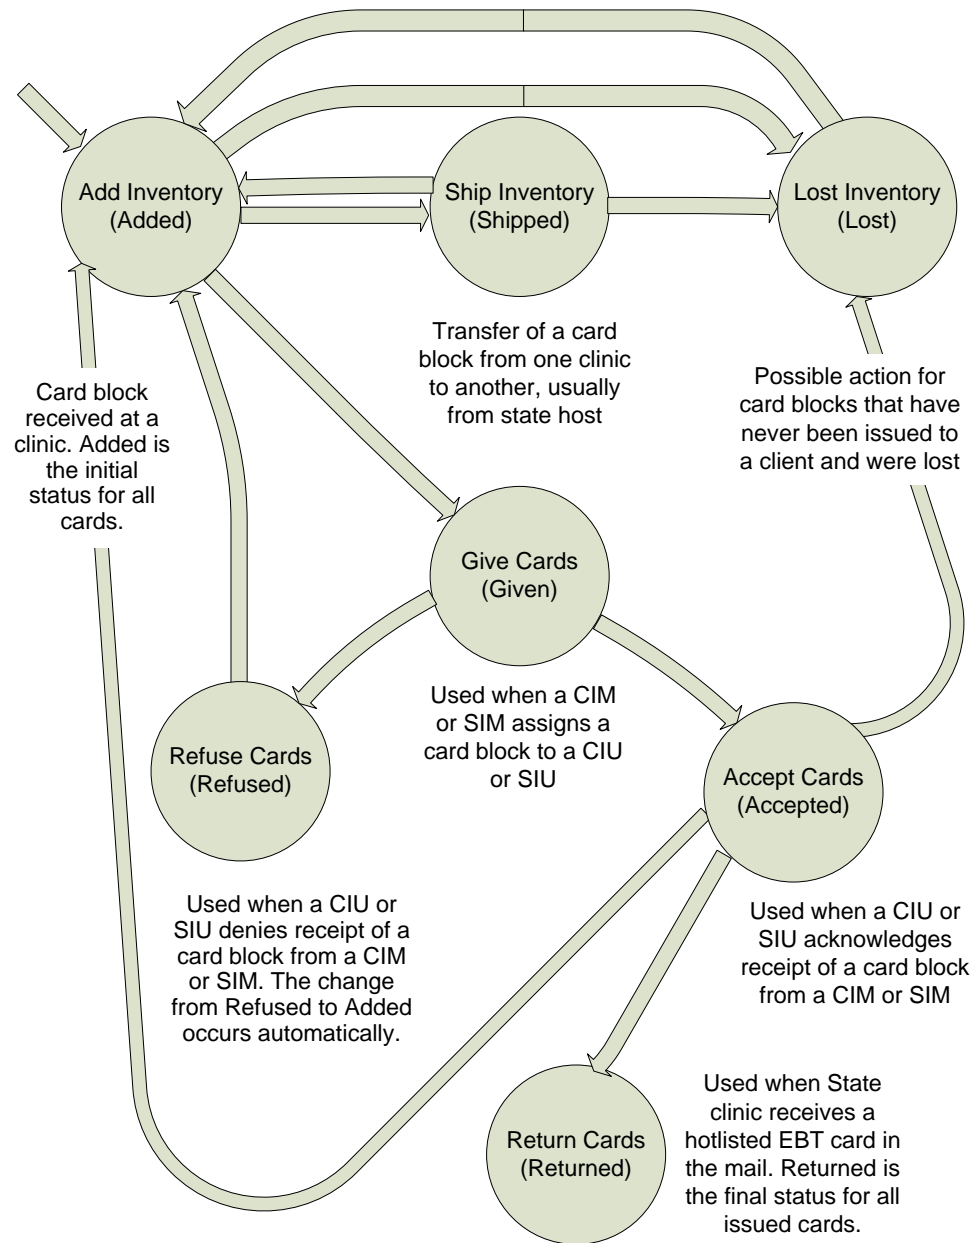 Add Inventory
(Added)
Ship Inventory
(Shipped)
Lost Inventory
(Lost)
Transfer of a card
block from one clinic
to another, usually
from state host
Card block
received at a
clinic. Added is
the initial
status for all
cards.
Possible action for
card blocks that have
never been issued to
a client and were lost
Give Cards
(Given)
Used when a CIM
or SIM assigns a
card block to a CIU
or SIU
Refuse Cards
(Refused)
Accept Cards
(Accepted)
Used when a CIU or
SIU denies receipt of a
card block from a CIM
or SIM. The change
from Refused to Added
occurs automatically.
Used when a CIU or
SIU acknowledges
receipt of a card block
from a CIM or SIM
Return Cards
(Returned)
Used when State
clinic receives a
hotlisted EBT card in
the mail. Returned is
the final status for all
issued cards.